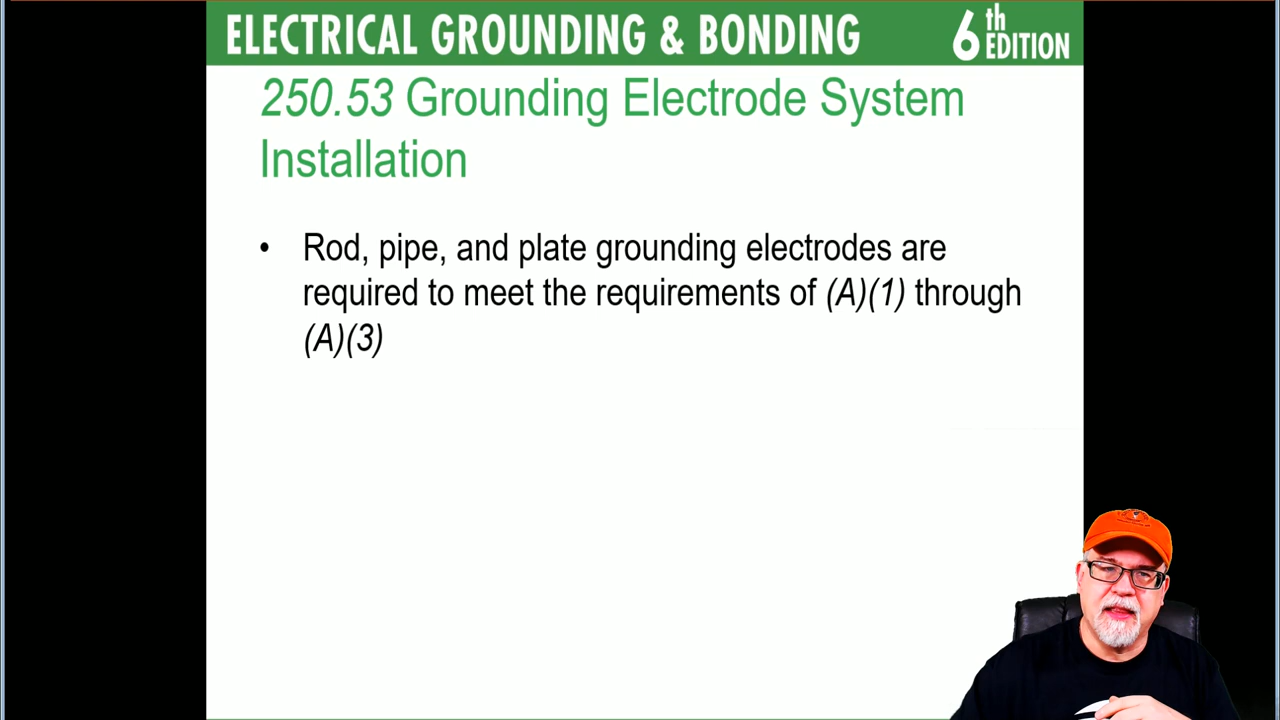 ELECTRICAL GROUNDING & BONDING 6th EDITION
250.53 Grounding Electrode System
Installation
• Rod, pipe, and plate grounding electrodes are
required to meet the requirements of (A)(1) through
(A)(3)